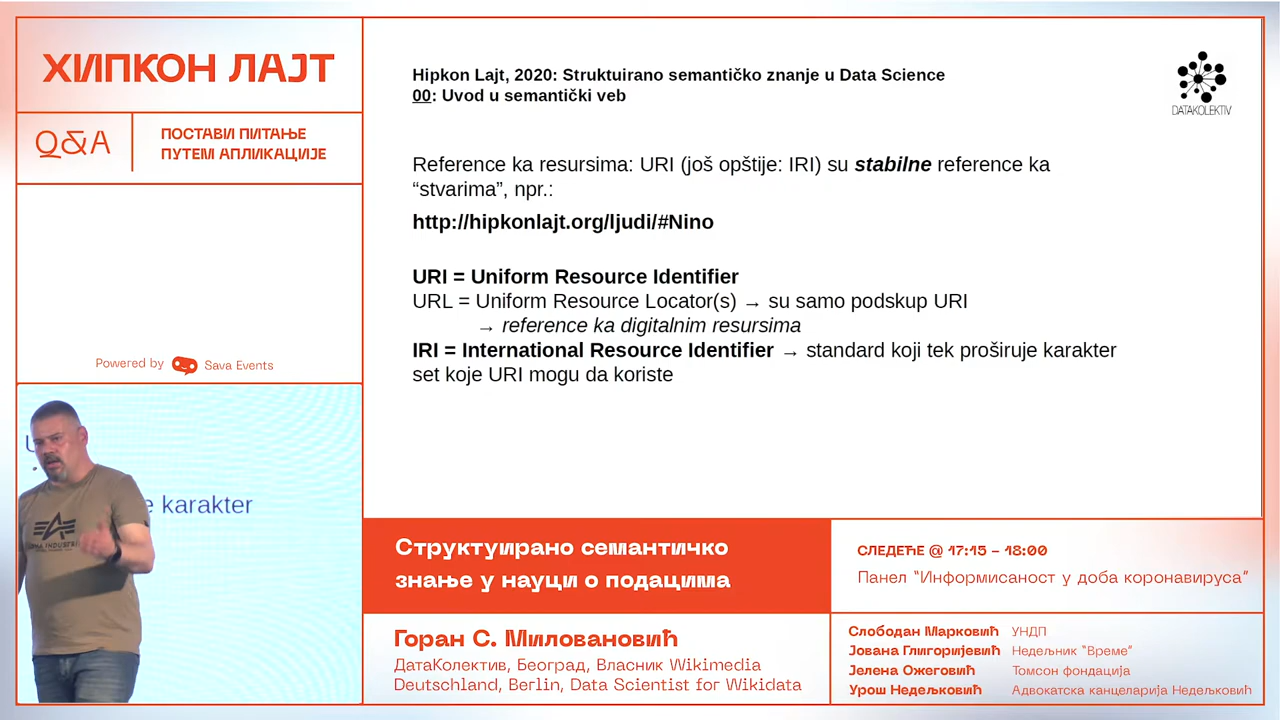 ХИПКОН ЛАЈТ
Q&A
ПОСТАВИ ПИТАЊЕ
ПУТЕМ АПЛИКАЦИЈЕ
Powered by Sava Events
e karakter
ALPHA INDUSTRIES
Hipkon Lajt, 2020: Struktuirano semantičko znanje u Data Science
00: Uvod u semantički veb
DATAKOLEKTIV
Reference ka resursima: URI (još opštije: IRI) su stabilne reference ka
“stvarima”, npr.:
http://hipkonlajt.org/ljudi/#Nino
URI = Uniform Resource Identifier
URL = Uniform Resource Locator(s) → su samo podskup URI
→ reference ka digitalnim resursima
IRI = International Resource Identifier → standard koji tek proširuje karakter
set koje URI mogu da koriste
Структуирано семантичко
знање у науци о подацима
Горан С. Миловановић
ДатаКолектив, Београд, Власник Wikimedia
Deutschland, Berlin, Data Scientist for Wikidata
СЛЕДЕЋЕ @ 17:15 – 18:00
Панел “Информисаност у доба коронавируса”
Слободан Марковић УНДП
Јована Глигоријевић Недељник “Време”
Јелена Ожеговић Томсон фондација
Урош Недељковић Адвокатска канцеларија Недељковић